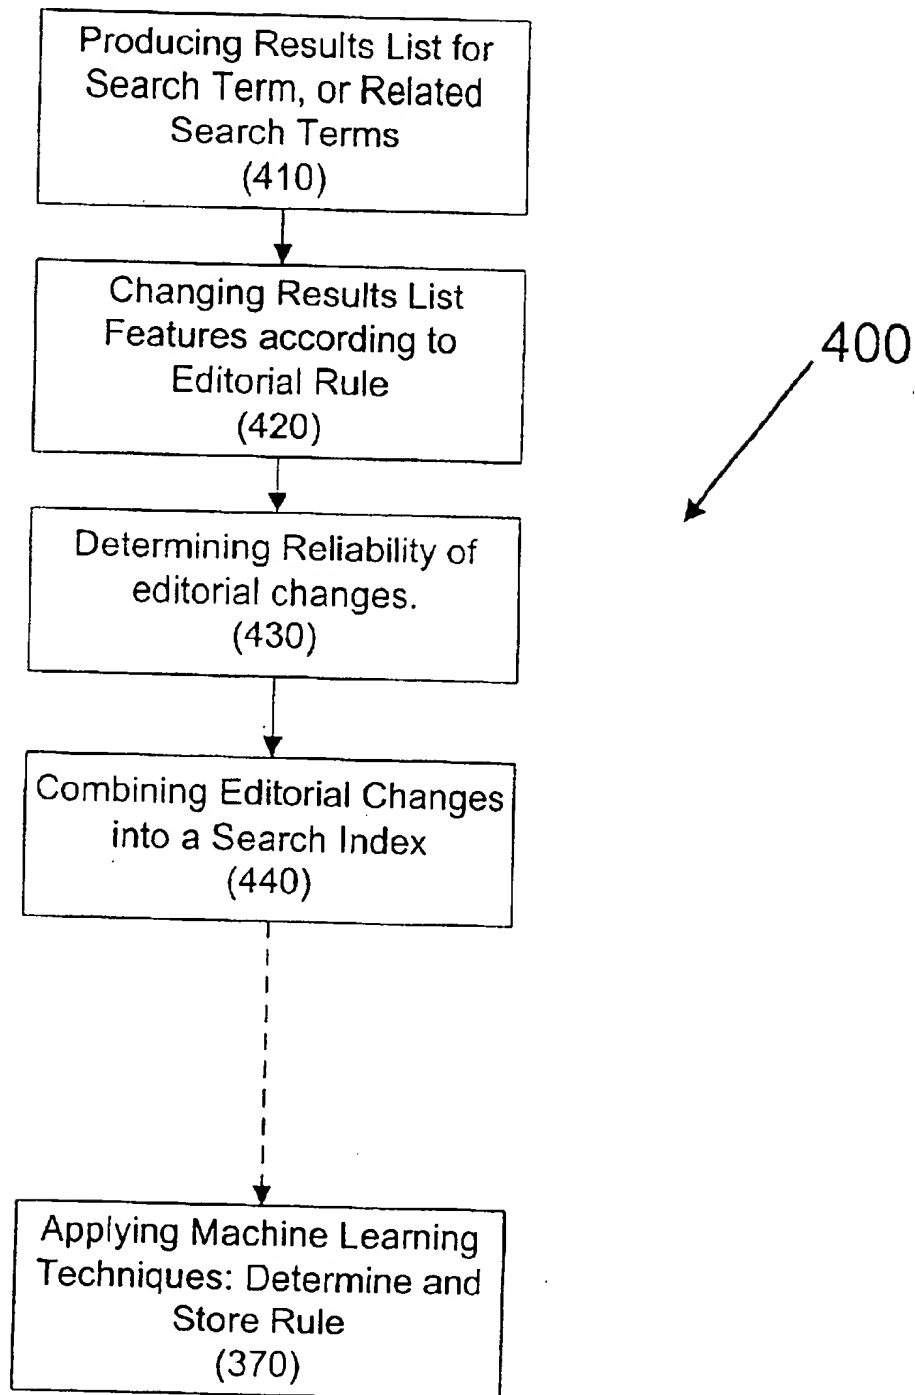 Producing Results List for
Search Term, or Related
Search Terms
(410)
Changing Results List
Features according to
Editorial Rule
(420)
400
Determining Reliability of
editorial changes.
(430)
Combining Editorial Changes
into a Search Index
(440)
Applying Machine Learning
Techniques: Determine and
Store Rule
(370)